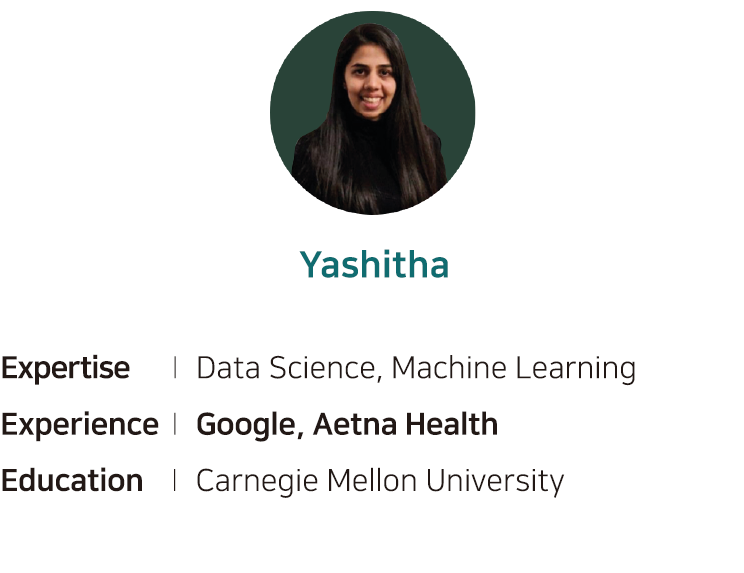 Yashitha
Expertise | Data Science, Machine Learning
Experience | Google, Aetna Health
Education | Carnegie Mellon University